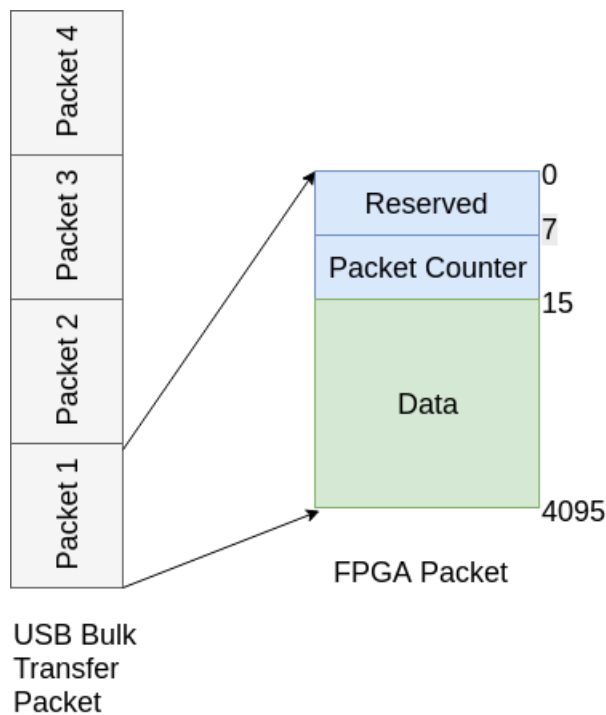 Packet 4
Packet 3
Packet 2
Packet 1
USB Bulk
Transfer
Packet
0
Reserved
7
Packet Counter
15
Data
4095
FPGA Packet